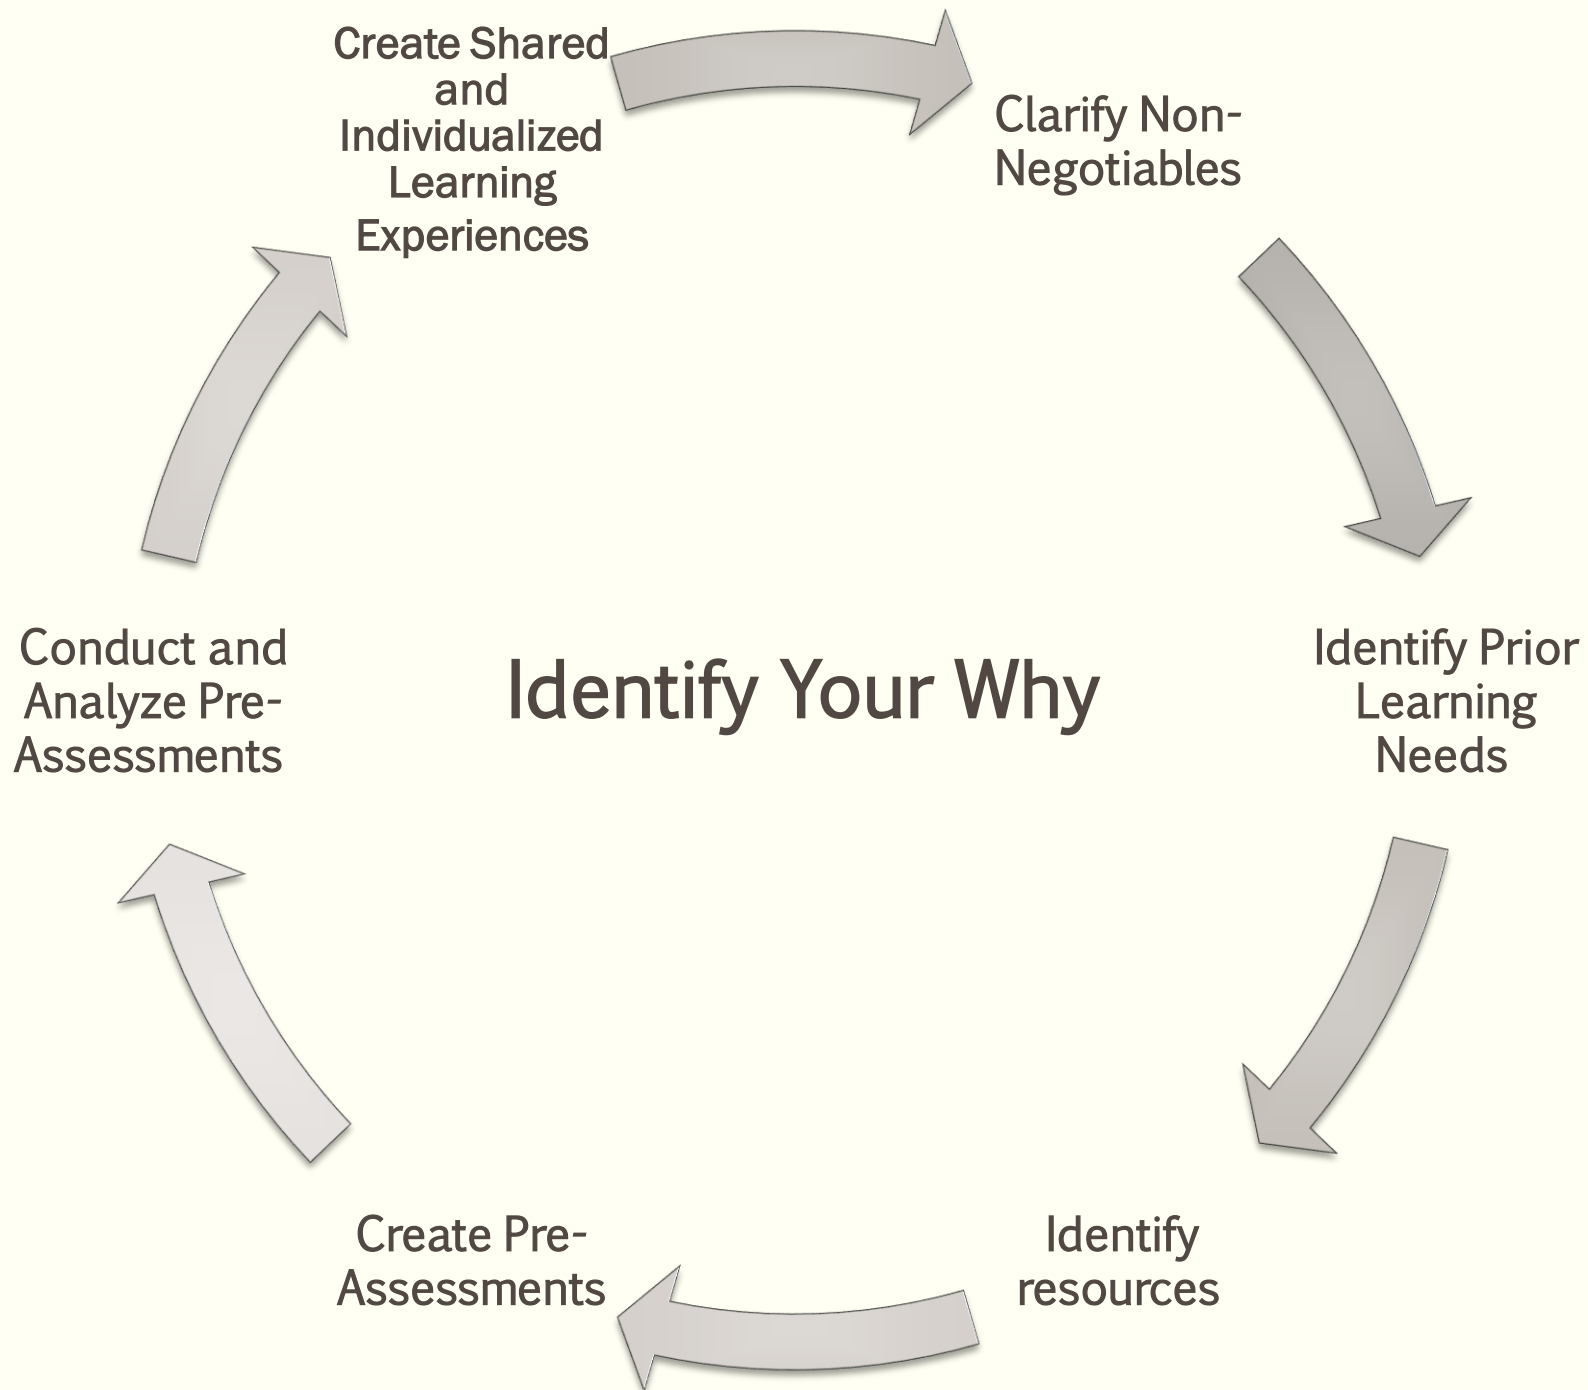 Create Shared
and
Individualized
Learning
Experiences
Clarify Non-
Negotiables
Identify Prior
Learning
Needs
Identify
resources
Create Pre-
Assessments
Conduct and
Analyze Pre-
Assessments
Identify Your Why